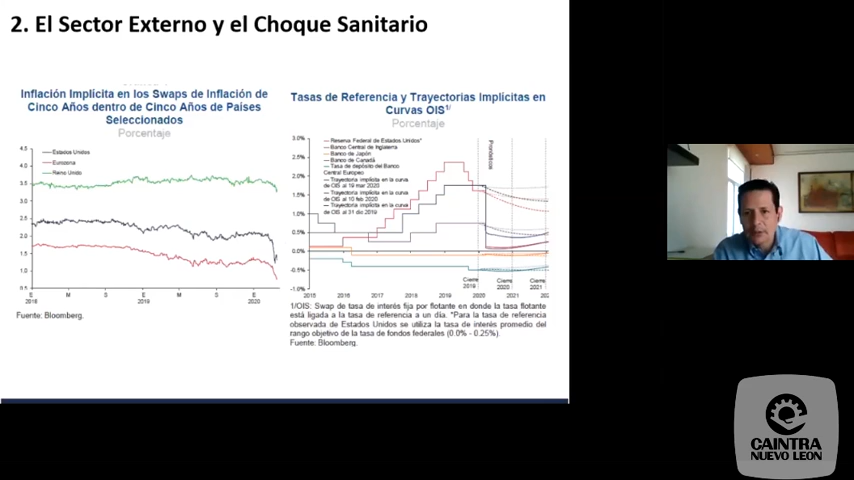 2. El Sector Externo y el Choque Sanitario
Inflación Implícita en los Swaps de Inflación de
Cinco Años dentro de Cinco Años de Países
Seleccionados
Porcentaje
4.5
4.0
3.5
3.0
2.5
2.0
1.5
1.0
0.5
Estados Unidos
Eurozona
Reino Unido
E M S E M S E
2018 2019 2020
Fuente: Bloomberg.
Tasas de Referencia y Trayectorias Implícitas en
Curvas OIS1/
Porcentaje
3.0%
2.5%
2.0%
1.5%
1.0%
0.5%
0.0%
-0.5%
-1.0%
Reserva Federal de Estados Unidos*
Banco Central de Inglaterra
Banco de Japón
Banco de Canadá
Tasa de depósito del Banco
Central Europeo
Trayectoria implícita en la curva
de OIS al 19 mar 2020
Trayectoria implícita en la curva
de OIS al 10 feb 2020
Trayectoria implícita en la curva
de OIS al 31 dic 2019
Pronósticos
Cierre 2019
Cierre 2020
Cierre 2021
2015 2016 2017 2018 2019 2020 2021
1/OIS: Swap de tasa de interés fija por flotante en donde la tasa flotante
está ligada a la tasa de referencia a un día. *Para la tasa de referencia
observada de Estados Unidos se utiliza la tasa de interés promedio del
rango objetivo de la tasa de fondos federales (0.0% - 0.25%).
Fuente: Bloomberg.
CAINTRA
NUEVO LEÓN